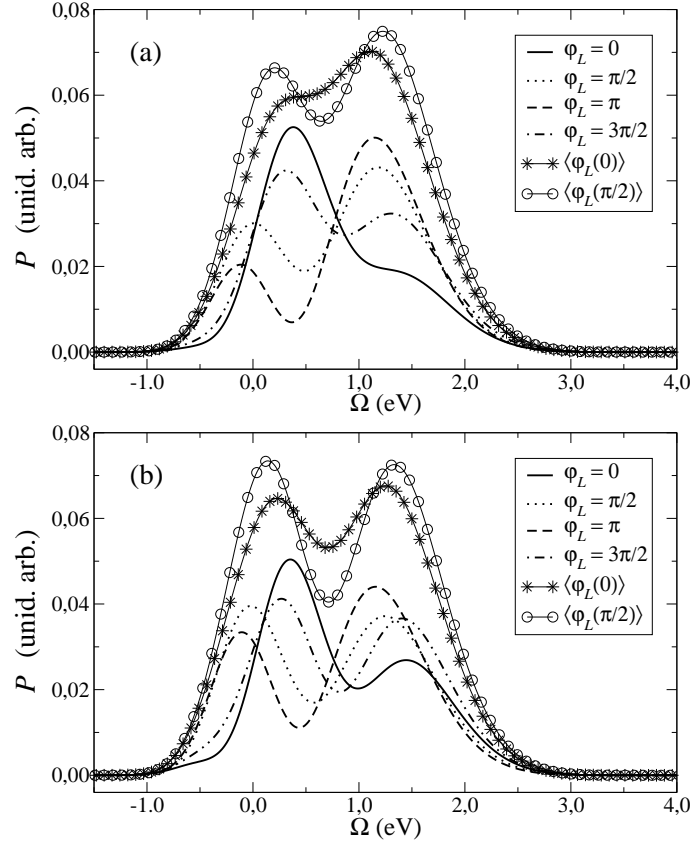 (a)
P (unid. arb.)
0,08
0,06
0,04
0,02
0,00
φL = 0
φL = π/2
φL = π
φL = 3π/2
⟨φL(0)⟩
⟨φL(π/2)⟩
-1.0 0,0 1,0 2,0 3,0 4,0
Ω (eV)
(b)
P (unid. arb.)
0,08
0,06
0,04
0,02
0,00
φL = 0
φL = π/2
φL = π
φL = 3π/2
⟨φL(0)⟩
⟨φL(π/2)⟩
-1.0 0,0 1,0 2,0 3,0 4,0
Ω (eV)